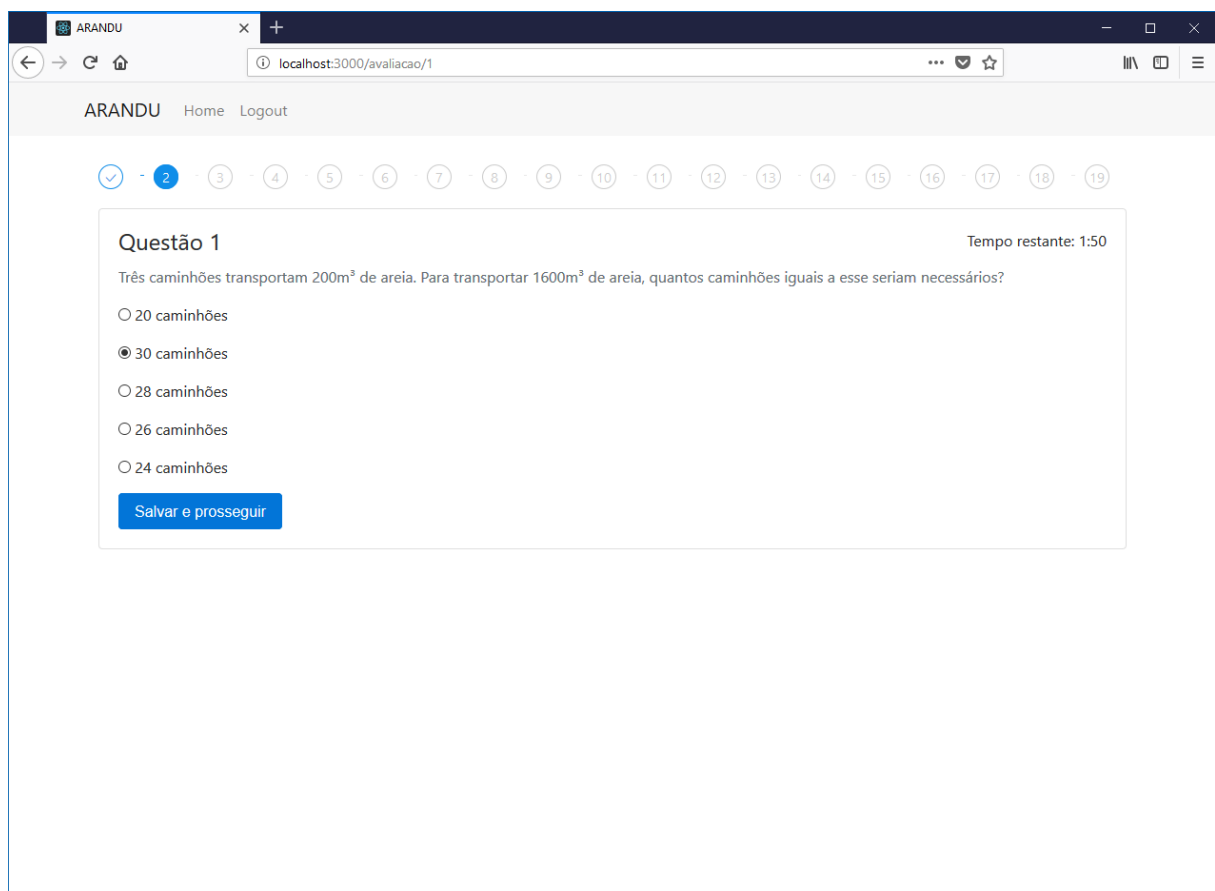 ARANDU
localhost:3000/avaliacao/1
ARANDU Home Logout
2 3 4 5 6 7 8 9 10 11 12 13 14 15 16 17 18 19
Questão 1 Tempo restante: 1:50
Três caminhões transportam 200m³ de areia. Para transportar 1600m³ de areia, quantos caminhões iguais a esse seriam necessários?
20 caminhões
30 caminhões
28 caminhões
26 caminhões
24 caminhões
Salvar e prosseguir